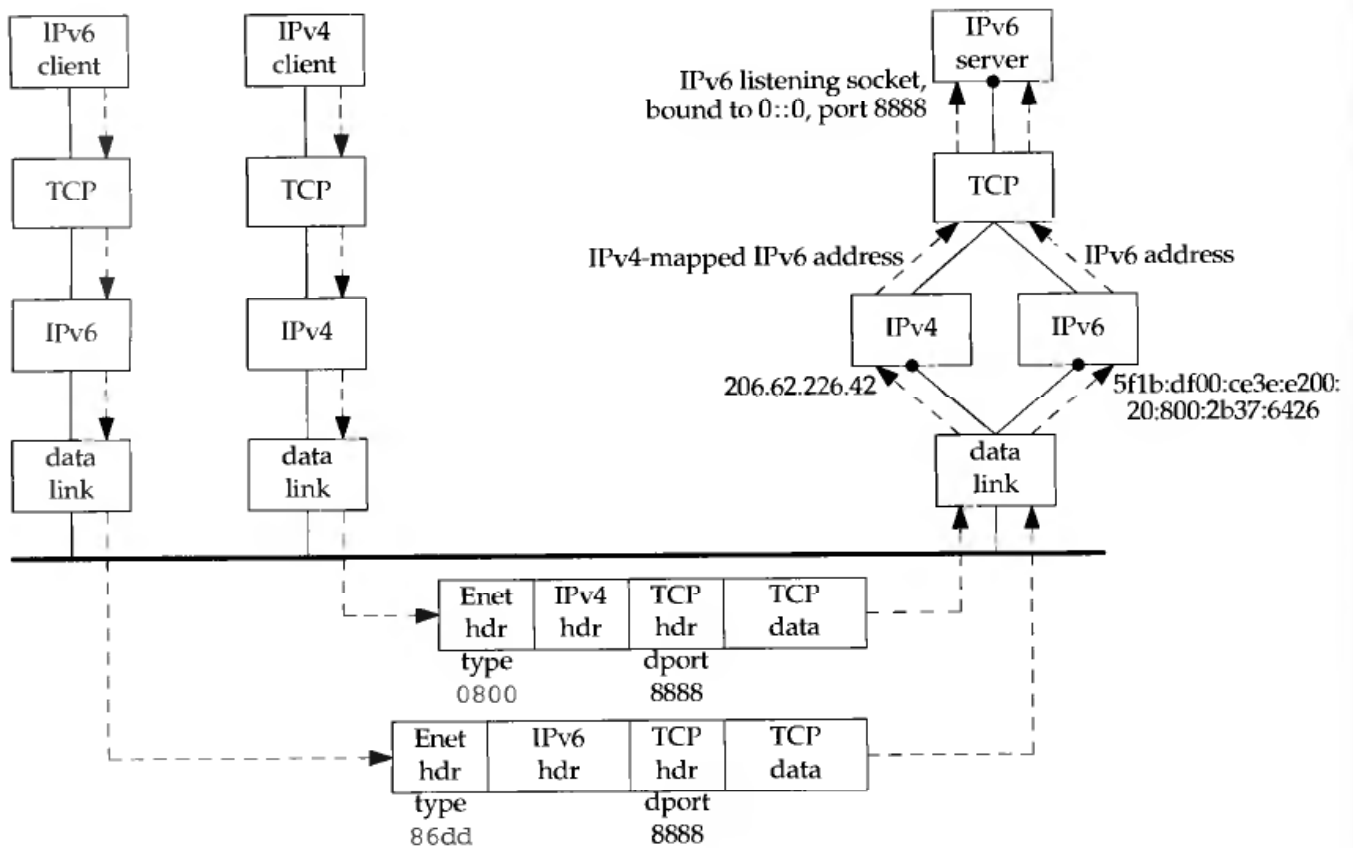 IPv6
client
IPv4
client
IPv6
server
IPv6 listening socket,
bound to 0::0, port 8888
TCP
TCP
TCP
IPv4-mapped IPv6 address
IPv6 address
IPv6
IPv4
IPv4
IPv6
206.62.226.42
5f1b:df00:ce3e:e200:
20:800:2b37:6426
data
link
data
link
data
link
Enet
hdr
IPv4
hdr
TCP
hdr
TCP
data
type
0800
dport
8888
Enet
hdr
IPv6
hdr
TCP
hdr
TCP
data
type
86dd
dport
8888